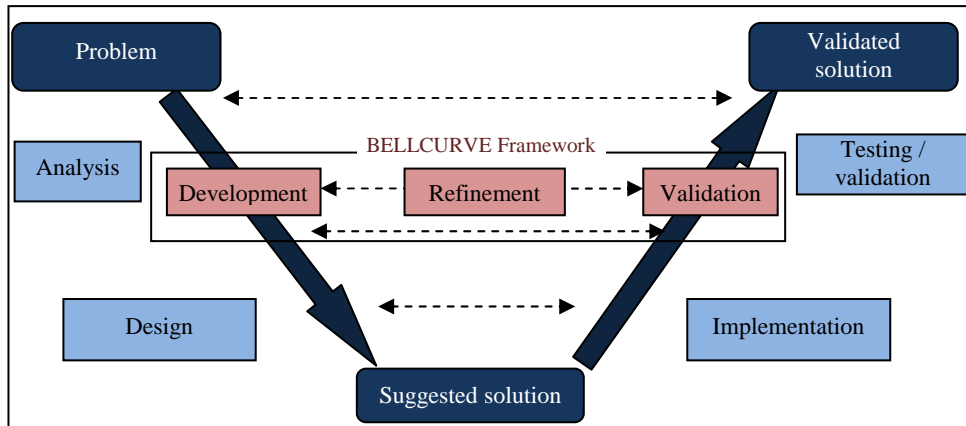 Problem
Validated
solution
BELLCURVE Framework
Analysis
Testing /
validation
Development
Refinement
Validation
Design
Implementation
Suggested solution